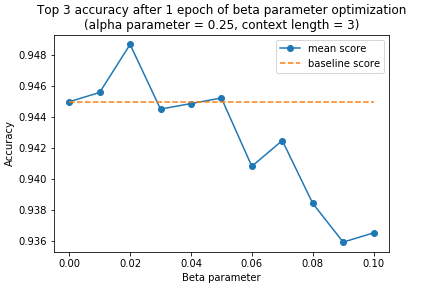 Top 3 accuracy after 1 epoch of beta parameter optimization
(alpha parameter = 0.25, context length = 3)
mean score
baseline score
Accuracy
0.948
0.946
0.944
0.942
0.940
0.938
0.936
0.00
0.02
0.04
0.06
0.08
0.10
Beta parameter